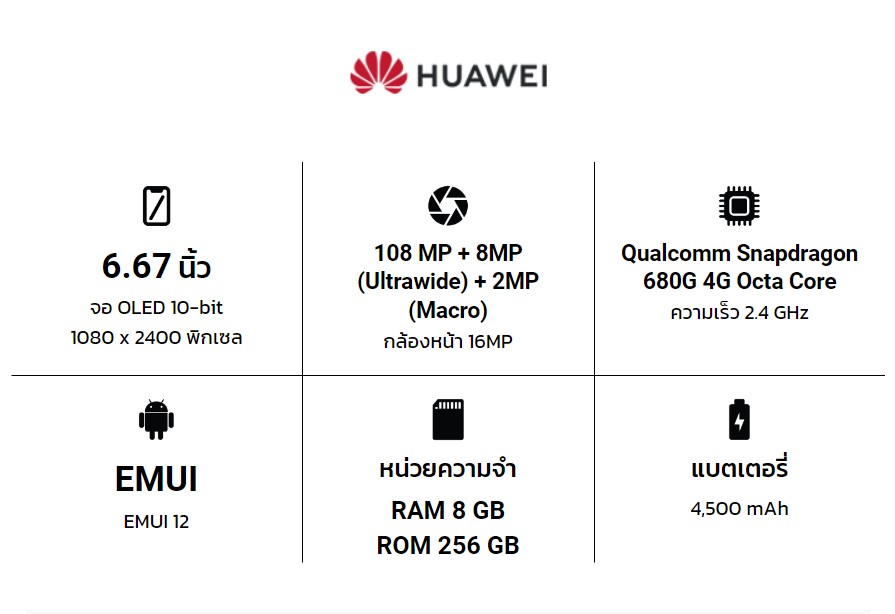 HUAWEI
6.67 นิ้ว
จอ OLED 10-bit
1080 x 2400 พิกเซล
108 MP + 8MP
(Ultrawide) + 2MP
(Macro)
กล้องหน้า 16MP
Qualcomm Snapdragon
680G 4G Octa Core
ความเร็ว 2.4 GHz
EMUI
EMUI 12
หน่วยความจำ
RAM 8 GB
ROM 256 GB
แบตเตอรี่
4,500 mAh